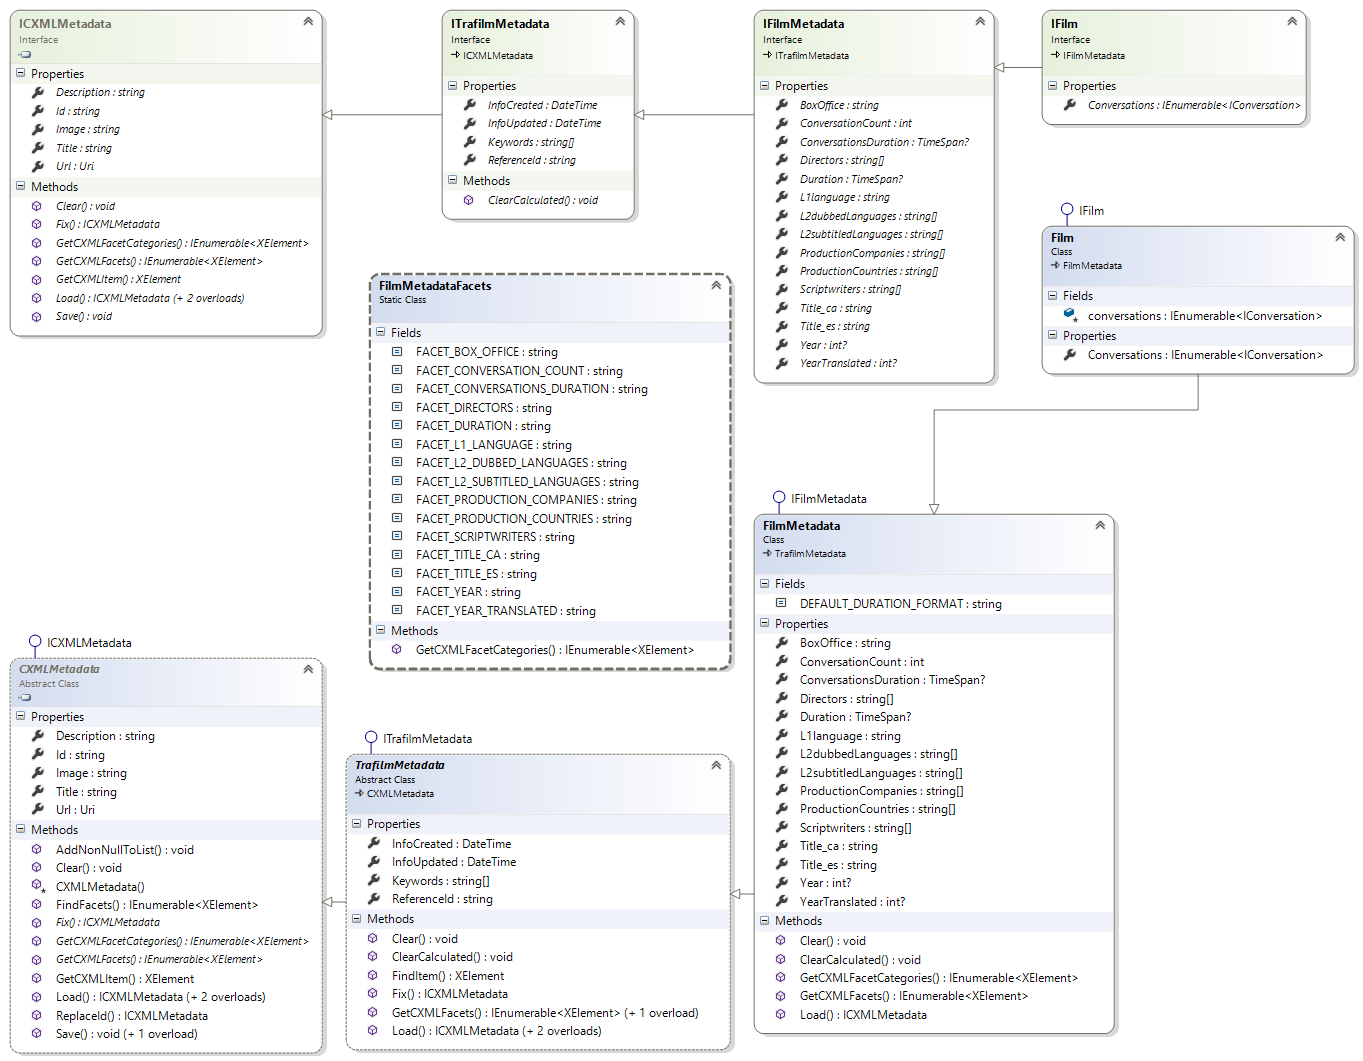 ICXMLMetadata
Interface
Properties
Description : string
Id : string
Image : string
Title : string
Url : Uri
Methods
Clear() : void
Fix() : ICXMLMetadata
GetCXMLFacetCategories() : IEnumerable<XElement>
GetCXMLFacets() : IEnumerable<XElement>
GetCXMLItem() : XElement
Load() : ICXMLMetadata (+ 2 overloads)
Save() : void
ITrafilmMetadata
Interface
ICXMLMetadata
Properties
InfoCreated : DateTime
InfoUpdated : DateTime
Keywords : string[]
ReferenceId : string
Methods
ClearCalculated() : void
IFilmMetadata
Interface
ITrafilmMetadata
Properties
BoxOffice : string
ConversationCount : int
ConversationsDuration : TimeSpan?
Directors : string[]
Duration : TimeSpan?
L1language : string
L2dubbedLanguages : string[]
L2subtitledLanguages : string[]
ProductionCompanies : string[]
ProductionCountries : string[]
Scriptwriters : string[]
Title_ca : string
Title_es : string
Year : int?
YearTranslated : int?
IFilm
Interface
IFilmMetadata
Properties
Conversations : IEnumerable<IConversation>
IFilm
Film
Class
FilmMetadata
Fields
conversations : IEnumerable<IConversation>
Properties
Conversations : IEnumerable<IConversation>
FilmMetadataFacets
Static Class
Fields
FACET_BOX_OFFICE : string
FACET_CONVERSATION_COUNT : string
FACET_CONVERSATIONS_DURATION : string
FACET_DIRECTORS : string
FACET_DURATION : string
FACET_L1_LANGUAGE : string
FACET_L2_DUBBED_LANGUAGES : string
FACET_L2_SUBTITLED_LANGUAGES : string
FACET_PRODUCTION_COMPANIES : string
FACET_PRODUCTION_COUNTRIES : string
FACET_SCRIPTWRITERS : string
FACET_TITLE_CA : string
FACET_TITLE_ES : string
FACET_YEAR : string
FACET_YEAR_TRANSLATED : string
Methods
GetCXMLFacetCategories() : IEnumerable<XElement>
ICXMLMetadata
CXMLMetadata
Abstract Class
Properties
Description : string
Id : string
Image : string
Title : string
Url : Uri
Methods
AddNonNullToList() : void
Clear() : void
CXMLMetadata()
FindFacets() : IEnumerable<XElement>
Fix() : ICXMLMetadata
GetCXMLFacetCategories() : IEnumerable<XElement>
GetCXMLFacets() : IEnumerable<XElement>
GetCXMLItem() : XElement
Load() : ICXMLMetadata (+ 2 overloads)
ReplaceId() : ICXMLMetadata
Save() : void (+ 1 overload)
ITrafilmMetadata
TrafilmMetadata
Abstract Class
CXMLMetadata
Properties
InfoCreated : DateTime
InfoUpdated : DateTime
Keywords : string[]
ReferenceId : string
Methods
Clear() : void
ClearCalculated() : void
FindItem() : XElement
Fix() : ICXMLMetadata
GetCXMLFacets() : IEnumerable<XElement> (+ 1 overload)
Load() : ICXMLMetadata (+ 2 overloads)
IFilmMetadata
FilmMetadata
Class
TrafilmMetadata
Fields
DEFAULT_DURATION_FORMAT : string
Properties
BoxOffice : string
ConversationCount : int
ConversationsDuration : TimeSpan?
Directors : string[]
Duration : TimeSpan?
L1language : string
L2dubbedLanguages : string[]
L2subtitledLanguages : string[]
ProductionCompanies : string[]
ProductionCountries : string[]
Scriptwriters : string[]
Title_ca : string
Title_es : string
Year : int?
YearTranslated : int?
Methods
Clear() : void
ClearCalculated() : void
GetCXMLFacetCategories() : IEnumerable<XElement>
GetCXMLFacets() : IEnumerable<XElement>
Load() : ICXMLMetadata